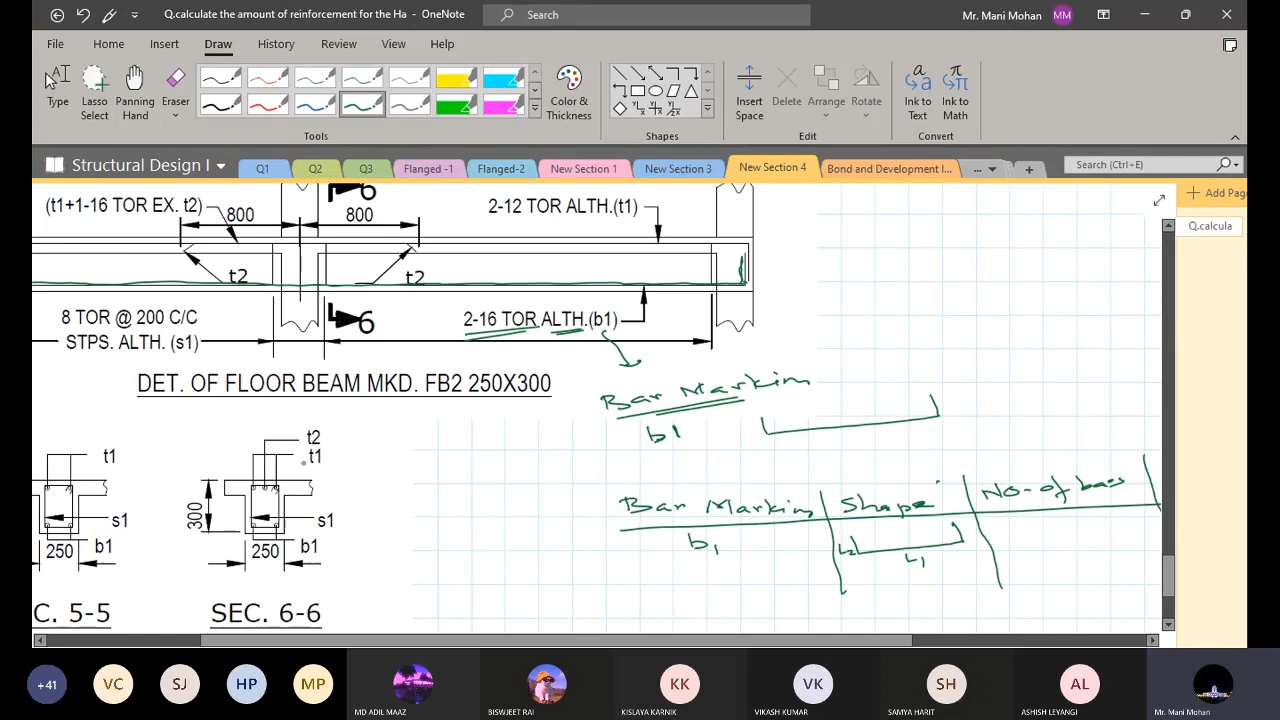 Q.calculate the amount of reinforcement for the Ha - OneNote
Search
Mr. Mani Mohan
MM
File
Home
Insert
Draw
History
Review
View
Help
Type
Lasso Select
Panning Hand
Eraser
Color & Thickness
Insert Space
Delete
Arrange
Rotate
Ink to Text
Ink to Math
Tools
Shapes
Edit
Convert
Structural Design I
Q1
Q2
Q3
Flanged -1
Flanged-2
New Section 1
New Section 3
New Section 4
Bond and Development l...
...
Search (Ctrl+E)
Add Page
Q.calcula
6
(t1+1-16 TOR EX. t2)
800
800
2-12 TOR ALTH.(t1)
t2
t2
8 TOR @ 200 C/C
STPS. ALTH. (s1)
6
2-16 TOR ALTH.(b1)
DET. OF FLOOR BEAM MKD. FB2 250X300
Bar Marking
b1
t1
s1
b1
250
C. 5-5
t2
t1
300
s1
b1
250
SEC. 6-6
Bar Marking
Shape
No. of bars
b1
L2
L1
+41
VC
SJ
HP
MP
KK
VK
SH
AL
MD ADIL MAAZ
BISWJEET RAI
KISLAYA KARNIK
VIKASH KUMAR
SAMYA HARIT
ASHISH LEYANGI
Mr. Mani Mohan